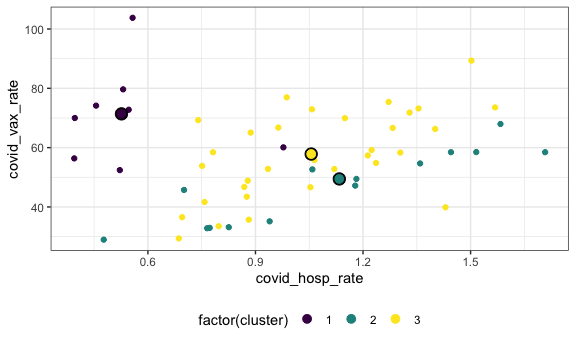 covid_vax_rate
100
80
60
40
0.6 0.9 1.2 1.5
covid_hosp_rate
factor(cluster) 1 2 3